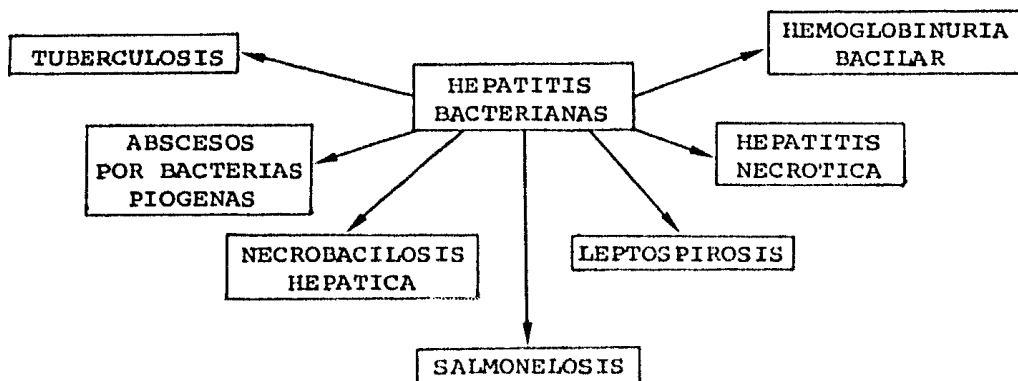 HEMOGLOBINURIA
BACILAR
TUBERCULOSIS
HEPATITIS
BACTERIANAS
ABSCESOS
POR BACTERIAS
PIOGENAS
HEPATITIS
NECROTICA
NECROBACILOSIS
HEPATICA
LEPTOSPIROSIS
SALMONELOSIS